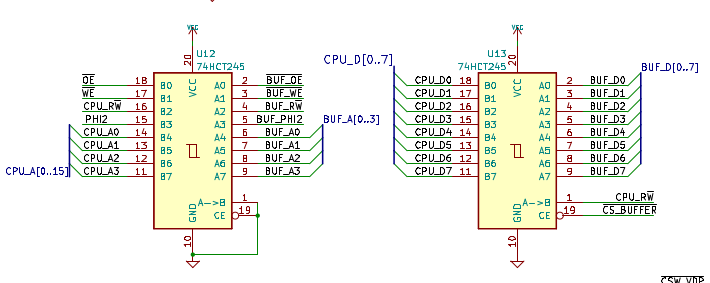 VCC
20
U12
74HCT245
VCC
OE 18 B0 A0 2 BUF_OE
WE 17 B1 A1 3 BUF_WE
CPU_RW 16 B2 A2 4 BUF_RW
PHI2 15 B3 A3 5 BUF_PHI2
CPU_A0 14 B4 A4 6 BUF_A0
CPU_A1 13 B5 A5 7 BUF_A1
CPU_A2 12 B6 A6 8 BUF_A2
CPU_A3 11 B7 A7 9 BUF_A3
CPU_A[0..15]
BUF_A[0..3]
A->B 1
CE 19
GND
10
VCC
20
U13
74HCT245
VCC
CPU_D[0..7]
BUF_D[0..7]
CPU_D0 18 B0 A0 2 BUF_D0
CPU_D1 17 B1 A1 3 BUF_D1
CPU_D2 16 B2 A2 4 BUF_D2
CPU_D3 15 B3 A3 5 BUF_D3
CPU_D4 14 B4 A4 6 BUF_D4
CPU_D5 13 B5 A5 7 BUF_D5
CPU_D6 12 B6 A6 8 BUF_D6
CPU_D7 11 B7 A7 9 BUF_D7
A->B 1 CPU_RW
CE 19 CS_BUFFER
GND
10
CSW_VDP